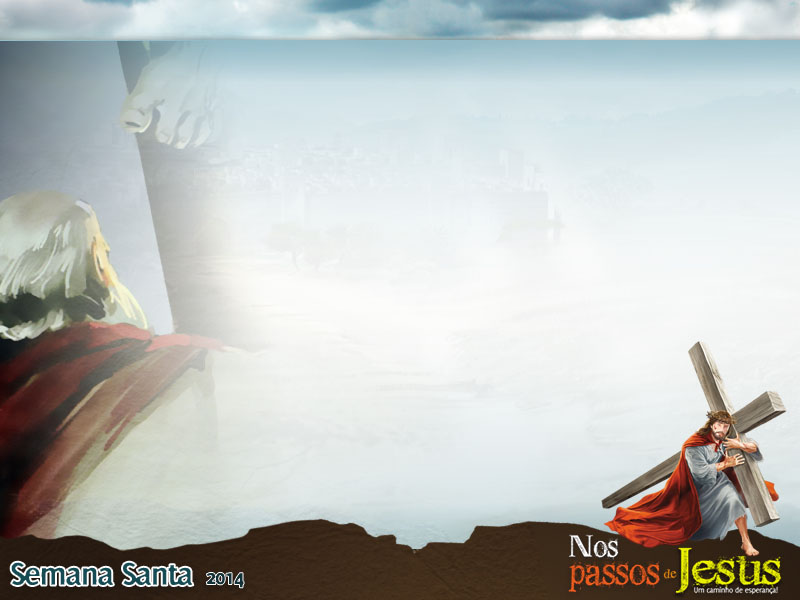 Semana Santa 2014
Nos
passos de Jesus
Um caminho de esperança!